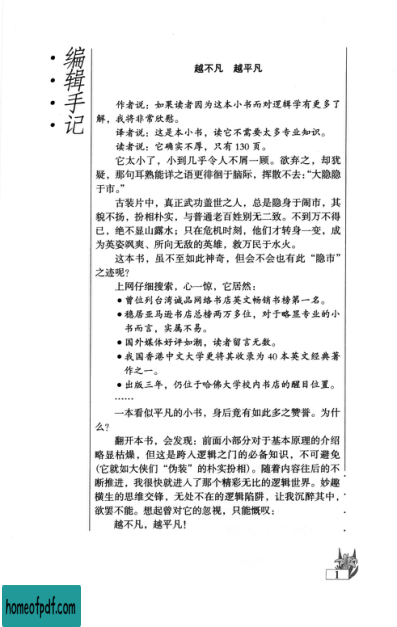 编辑手记
越不凡　越平凡
作者说：如果读者因为这本小书而对逻辑学有更多了
解，我将非常欣慰。
译者说：这是本小书，读它不需要太多专业知识。
读者说：它确实不厚，只有 130 页。
它太小了，小到几乎令人不屑一顾。欲弃之，却犹
疑，那句耳熟能详之语更徘徊于脑际，挥散不去：“大隐隐
于市。”
古装片中，真正武功盖世之人，总是隐身于闹市，其
貌不扬，扮相朴实，与普通老百姓别无二致。不到万不得
已，绝不显山露水；只在危机时刻，他们才转身一变，成
为英姿飒爽、所向无敌的英雄，救万民于水火。
这本书，虽不至如此神奇，但会不会也有此“隐市”
之迹呢？
上网仔细搜索，心一惊，它居然：
●曾位列台湾诚品网络书店英文畅销书榜第一名。
●稳居亚马逊书店总榜两万多位，对于略显专业的小
书而言，实属不易。
●国外媒体好评如潮，读者留言无数。
●我国香港中文大学更将其收录为 40 本英文经典著
作之一。
●出版三年，仍位于哈佛大学校内书店的醒目位置。
……
一本看似平凡的小书，身后竟有如此多之赞誉。为什
么？
翻开本书，会发现：前面小部分对于基本原理的介绍
略显枯燥，但这是跨入逻辑之门的必备知识，不可避免
(它就如大侠们“伪装”的朴实扮相)。随着内容往后的不
断推进，我很快就进入了那个精彩无比的逻辑世界。妙趣
横生的思维交锋，无处不在的逻辑陷阱，让我沉醉其中，
欲罢不能。想起曾对它的忽视，只能慨叹：
越不凡，越平凡！
1
homeofpdf.com